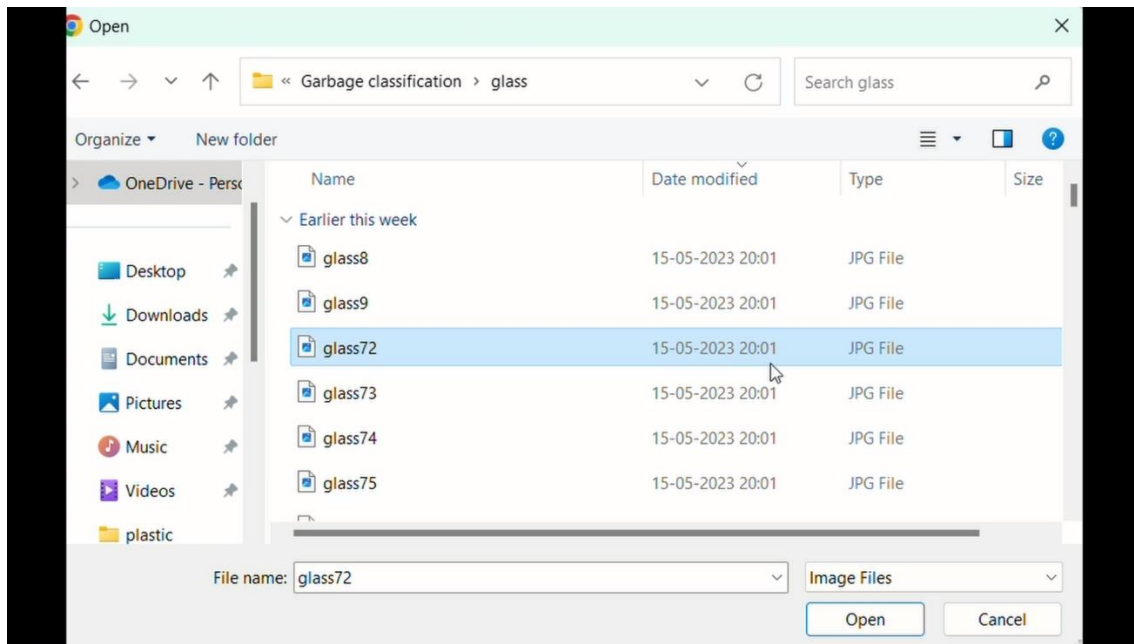 Open
« Garbage classification > glass
Search glass
Organize
New folder
OneDrive - Perso
Desktop
Downloads
Documents
Pictures
Music
Videos
plastic
Name Date modified Type Size
Earlier this week
glass8 15-05-2023 20:01 JPG File
glass9 15-05-2023 20:01 JPG File
glass72 15-05-2023 20:01 JPG File
glass73 15-05-2023 20:01 JPG File
glass74 15-05-2023 20:01 JPG File
glass75 15-05-2023 20:01 JPG File
File name: glass72
Image Files
Open
Cancel